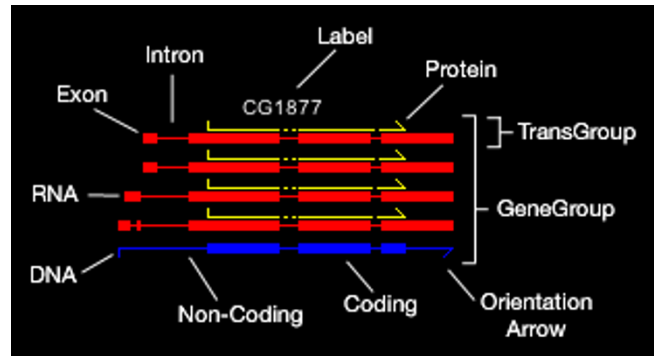 Label
Intron
Protein
Exon
CG1877
TransGroup
RNA
GeneGroup
DNA
Non-Coding
Coding
Orientation
Arrow